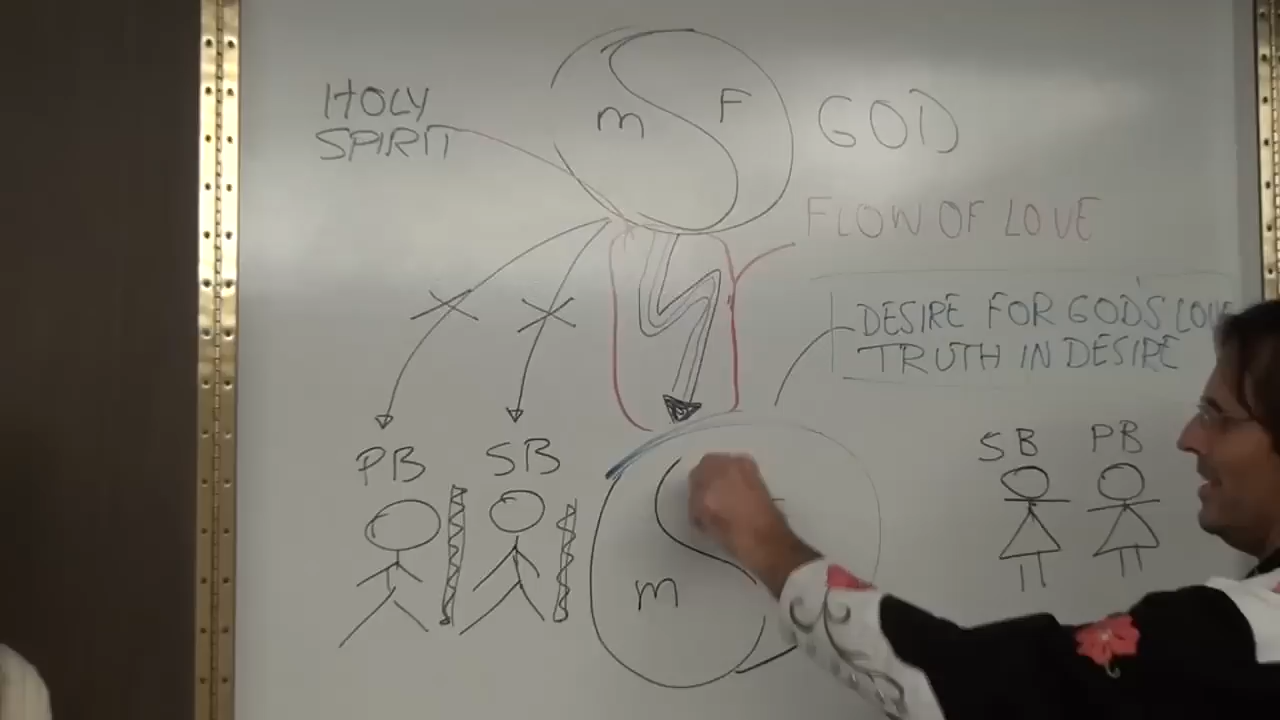 HOLY
SPIRIT
m F
GOD
FLOW OF LOVE
DESIRE FOR GOD'S LOVE
TRUTH IN DESIRE
PB SB
SB PB
m